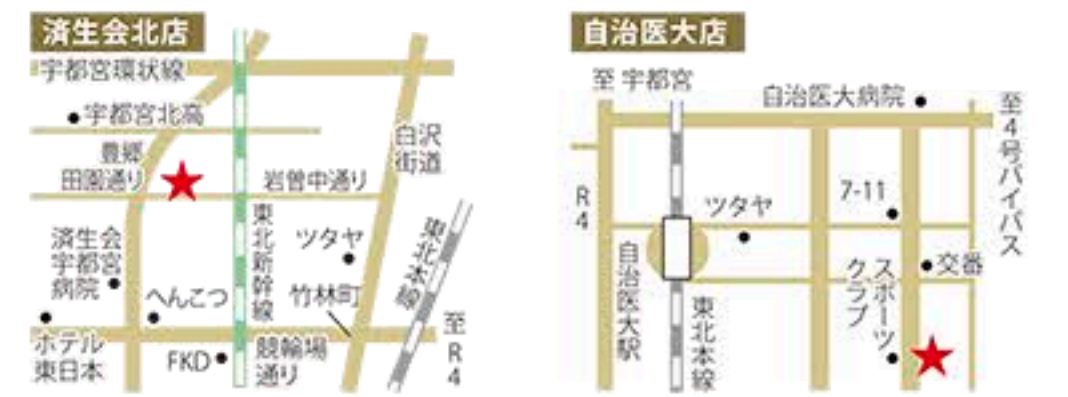 済生会北店
宇都宮環状線
宇都宮北高
豊郷
田園通り
白沢
街道
岩曽中通り
済生会
宇都宮
病院
東北新幹線
ツタヤ
東北本線
へんこつ
竹林町
ホテル
東日本
FKD
競輪場
通り
至R4
自治医大店
至 宇都宮
自治医大病院
至4号バイパス
R4
ツタヤ
7-11
自治医大駅
東北本線
スポーツ
クラブ
交番